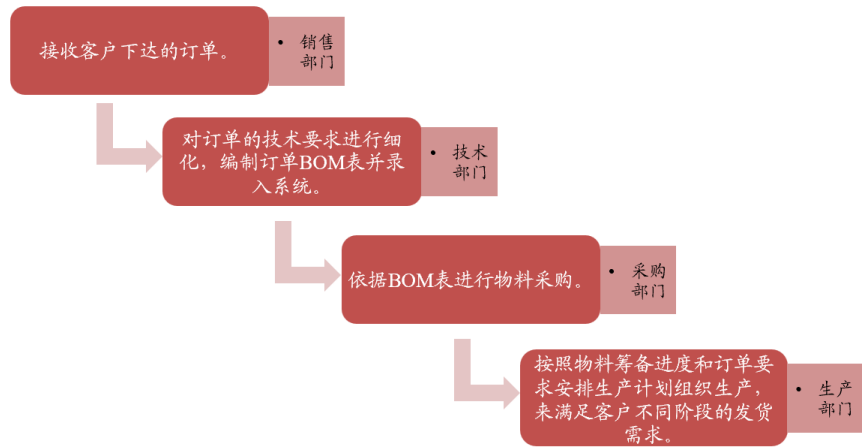 接收客户下达的订单。
• 销售
部门
对订单的技术要求进行细
化，编制订单BOM表并录
入系统。
• 技术
部门
依据BOM表进行物料采购。
• 采购
部门
按照物料筹备进度和订单要
求安排生产计划组织生产，
来满足客户不同阶段的发货
需求。
• 生产
部门